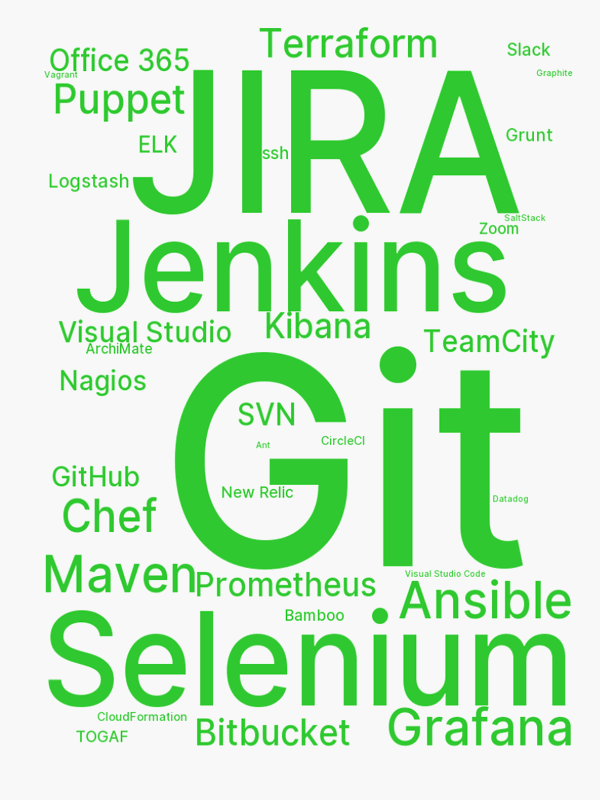 Terraform
Slack
Office 365
Vagrant
Graphite
JIRA
Puppet
Grunt
ELK
ssh
Logstash
SaltStack
Zoom
Jenkins
Kibana
Visual Studio
TeamCity
ArchiMate
Nagios
Git
SVN
CircleCI
Ant
GitHub
New Relic
Datadog
Chef
Maven
Prometheus
Visual Studio Code
Ansible
Bamboo
Selenium
CloudFormation
Grafana
Bitbucket
TOGAF